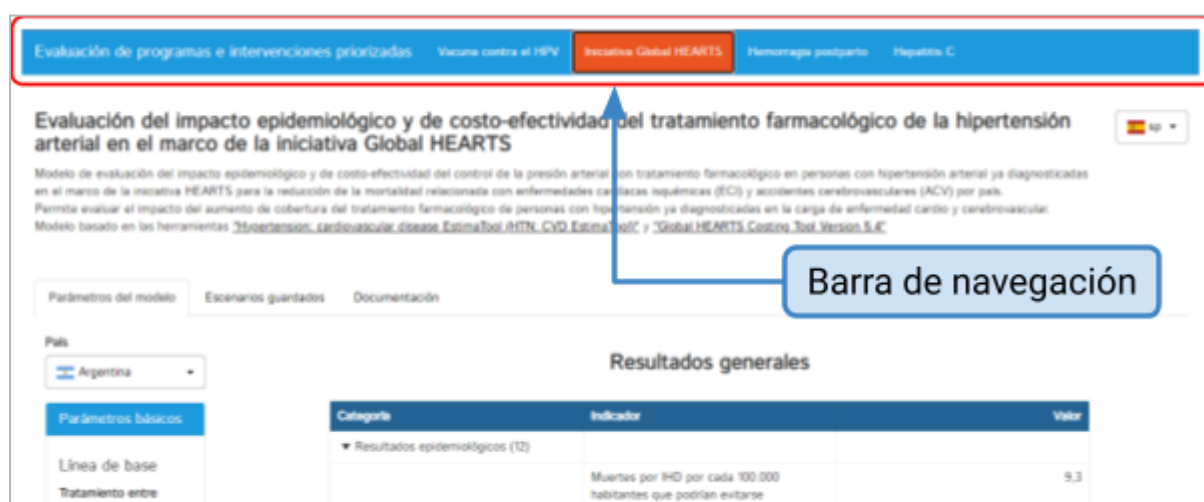 Evaluación de programas e intervenciones priorizadas Vacuna contra el HPV Iniciativa Global HEARTS Hemorragia postparto Hepatitis C
Evaluación del impacto epidemiológico y de costo-efectividad del tratamiento farmacológico de la hipertensión
arterial en el marco de la iniciativa Global HEARTS
sp
Modelo de evaluación del impacto epidemiológico y de costo-efectividad del control de la presión arterial con tratamiento farmacológico en personas con hipertensión arterial ya diagnosticadas
en el marco de la iniciativa HEARTS para la reducción de la mortalidad relacionada con enfermedades cardíacas isquémicas (ECI) y accidentes cerebrovasculares (ACV) por país.
Permite evaluar el impacto del aumento de cobertura del tratamiento farmacológico de personas con hipertensión ya diagnosticadas en la carga de enfermedad cardio y cerebrovascular.
Modelo basado en las herramientas "Hypertension: cardiovascular disease EstimaTool (HTN: CVD EstimaTool)" y "Global HEARTS Costing Tool Version 5.4"
Barra de navegación
Parámetros del modelo Escenarios guardados Documentación
País
Argentina
Resultados generales
Parámetros básicos
Categoría Indicador Valor
Resultados epidemiológicos (12)
Línea de base
Muertes por IHD por cada 100.000 9,3
habitantes que podrían evitarse
Tratamiento entre